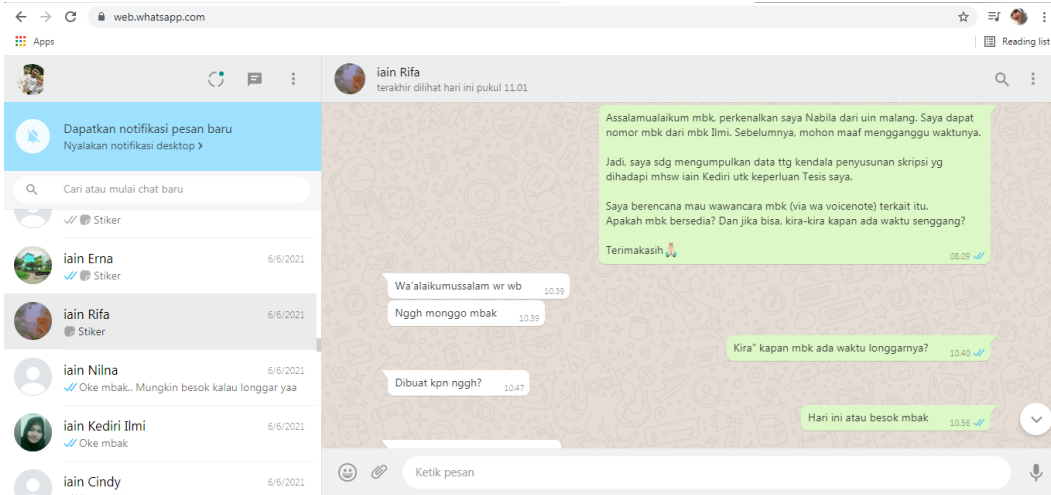 web.whatsapp.com
Apps
Reading list
iain Rifa
terakhir dilihat hari ini pukul 11.01
Dapatkan notifikasi pesan baru
Nyalakan notifikasi desktop >
Cari atau mulai chat baru
Stiker
iain Erna
6/6/2021
Stiker
iain Rifa
6/6/2021
Stiker
iain Nilna
6/6/2021
Oke mbak.. Mungkin besok kalau longgar yaa
iain Kediri Ilmi
6/6/2021
Oke mbak
iain Cindy
6/6/2021
Assalamualaikum mbk, perkenalkan saya Nabila dari uin malang. Saya dapat
nomor mbk dari mbk Ilmi. Sebelumnya, mohon maaf mengganggu waktunya.
Jadi, saya sdg mengumpulkan data ttg kendala penyusunan skripsi yg
dihadapi mhsw iain Kediri utk keperluan Tesis saya.
Saya berencana mau wawancara mbk (via wa voicenote) terkait itu.
Apakah mbk bersedia? Dan jika bisa, kira-kira kapan ada waktu senggang?
Terimakasih🙏🏻
08.09
Wa'alaikumussalam wr wb
10.39
Nggh monggo mbak
10.39
Kira" kapan mbk ada waktu longgarnya?
10.40
Dibuat kpn nggh?
10.47
Hari ini atau besok mbak
10.56
Ketik pesan